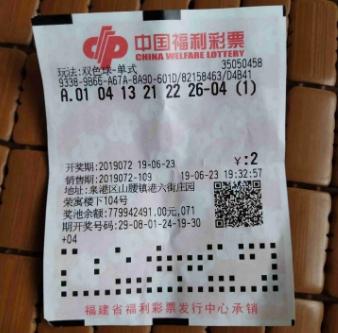 中国福利彩票
CHINA WELFARE LOTTERY
玩法:双色球-单式 35050458
9338-9B66-A67A-8A90-601D/82158463/D4B41
A.01 04 13 21 22 26-04 (1)
开奖期:2019072 19-06-23 ¥:2
销售期:2019072-109 19-06-23 19:32:57
地址:泉港区山腰镇港六街庄园
荣寓楼下104号
奖池余额:779942491.00元,071
期开奖号码:29-08-01-24-19-30
+04
福建省福利彩票发行中心承销